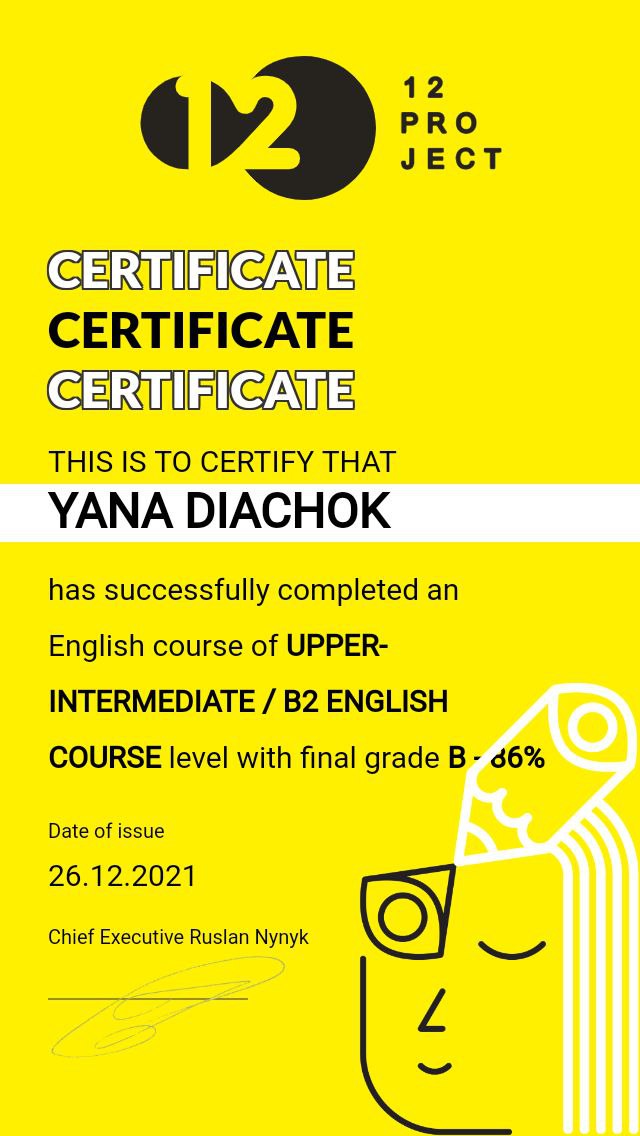 12
12
PRO
JECT
CERTIFICATE
CERTIFICATE
CERTIFICATE
THIS IS TO CERTIFY THAT
YANA DIACHOK
has successfully completed an
English course of UPPER-
INTERMEDIATE / B2 ENGLISH
COURSE level with final grade B - 86%
Date of issue
26.12.2021
Chief Executive Ruslan Nynyk